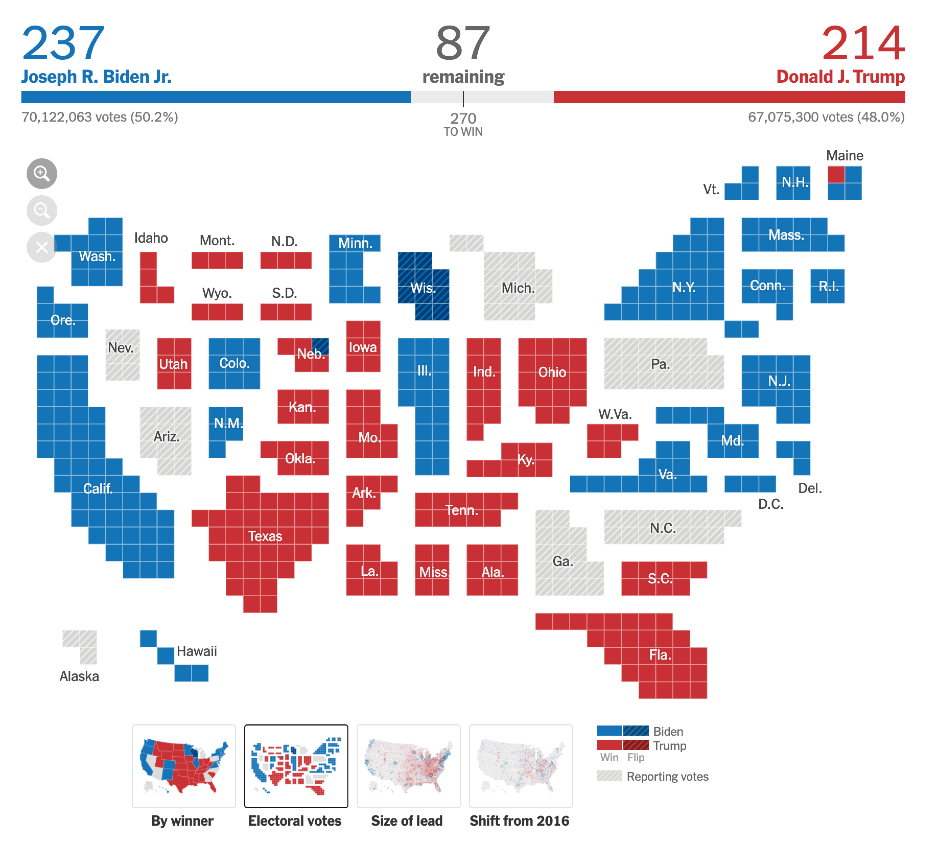 237
87
214
Joseph R. Biden Jr.
remaining
Donald J. Trump
70,122,063 votes (50.2%)
270
TO WIN
67,075,300 votes (48.0%)
Maine
Vt.
N.H.
Wash.
Idaho
Mont.
N.D.
Minn.
Mass.
Wis.
Mich.
N.Y.
Conn.
R.I.
Wyo.
S.D.
Ore.
Nev.
Utah
Colo.
Neb.
Iowa
Ill.
Ind.
Ohio
Pa.
N.J.
Kan.
W.Va.
Ariz.
N.M.
Mo.
Md.
Okla.
Ky.
Va.
Del.
Calif.
Ark.
D.C.
Tenn.
Texas
N.C.
Ga.
La.
Miss.
Ala.
S.C.
Fla.
Hawaii
Alaska
Biden
Trump
Win
Flip
Reporting votes
By winner
Electoral votes
Size of lead
Shift from 2016